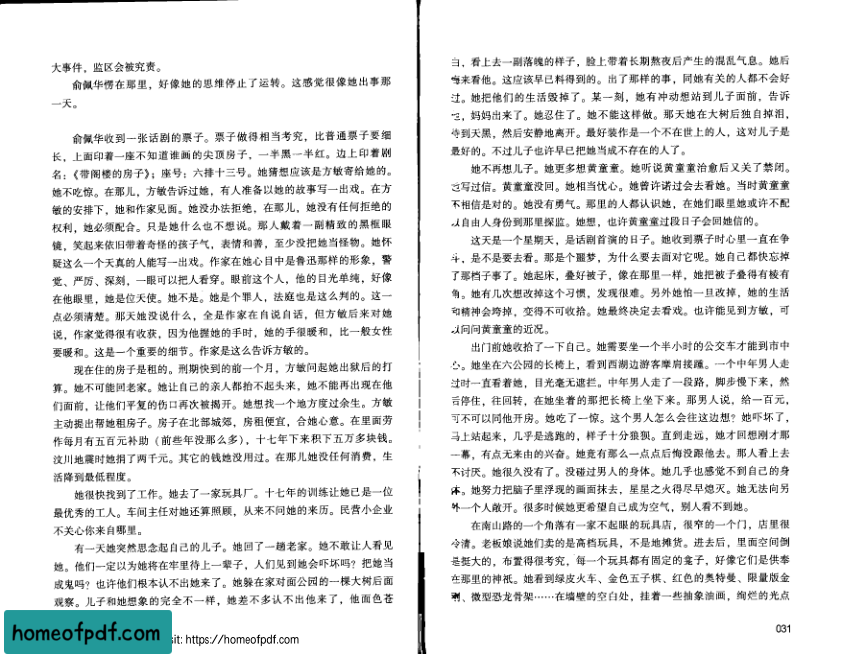 大事件，监区会被究责。
俞佩华愣在那里，好像她的思维停止了运转。这感觉很像她出事那
一天。
俞佩华收到一张话剧的票子。票子做得相当考究，比普通票子要细
长，上面印着一座不知道谁画的尖顶房子，一半黑一半红。边上印着剧
名：《带阁楼的房子》；座号：六排十三号。她猜想应该是方敏寄给她的。
她不吃惊。在那儿，方敏告诉过她，有人准备以她的故事写一出戏。在方
敏的安排下，她和作家见面。她没办法拒绝，在那儿，她没有任何拒绝的
权利，她必须配合。只是她什么也不想说。那人戴着一副精致的黑框眼
镜，笑起来依旧带着奇怪的孩子气，表情和善，至少没把她当怪物。她怀
疑这么一个天真的人能写一出戏。作家在她心目中是鲁迅那样的形象，警
觉、严厉、深刻，一眼可以把人看穿。眼前这个人，他的目光单纯，好像
在他眼里，她是位天使。她不是。她是个罪人，法庭也是这么判的。这一
点必须清楚。那天她没说什么，全是作家在自说自话，但方敏后来对她
说，作家觉得很有收获，因为他握她的手时，她的手很暖和，比一般女性
要暖和。这是一个重要的细节。作家是这么告诉方敏的。
现在住的房子是租的。刑期快到的前一个月，方敏问起她出狱后的打
算。她不可能回老家。她让自己的亲人都抬不起头来，她不能再出现在他
们面前，让他们平复的伤口再次被揭开。她想找一个地方度过余生。方敏
主动提出帮她租房子。房子在北部城郊，房租便宜，合她心意。在里面劳
作每月有五百元补助（前些年没那么多），十七年下来积下五万多块钱。
汶川地震时她捐了两千元。其它的钱她没用过。在那儿她没任何消费，生
活降到最低程度。
她很快找到了工作。她去了一家玩具厂。十七年的训练让她已是一位
最优秀的工人。车间主任对她还算照顾，从来不问她的来历。民营小企业
不关心你来自哪里。
有一天她突然思念起自己的儿子。她回了一趟老家。她不敢让人看见
她。他们一定以为她将在牢里待上一辈子，人们见到她会吓坏吗？把她当
成鬼吗？也许他们根本认不出她来了。她躲在家对面公园的一棵大树后面
观察。儿子和她想象的完全不一样，她差不多认不出他来了，他面色苍
白，看上去一副落魄的样子，脸上带着长期熬夜后产生的混乱气息。她后
悔来看他。这应该早已料得到的。出了那样的事，同她有关的人都不会好
过。她把他们的生活毁掉了。某一刻，她有冲动想站到儿子面前，告诉
他，妈妈出来了。她忍住了。她不能这样做。那天她在大树后独自掉泪，
待到天黑，然后安静地离开。最好装作是一个不在世上的人，这对儿子是
最好的。不过儿子也许早已把她当成不存在的人了。
她不再想儿子。她更多想黄童童。她听说黄童童治愈后又关了禁闭。
她写过信。黄童童没回。她相当忧心。她曾许诺过会去看她。当时黄童童
不相信是对的。她没有勇气。那里的人都认识她，在她们眼里她或许不配
以自由人身份到那里探监。她想，也许黄童童过段日子会回她信的。
这天是一个星期天，是话剧首演的日子。她收到票子时心里一直在争
斗，是不是要去看。那是个噩梦，为什么要去面对它呢。她自己都快忘掉
了那档子事了。她起床，叠好被子，像在那里一样，她把被子叠得有棱有
角。她有几次想改掉这个习惯，发现很难。另外她怕一旦改掉，她的生活
和精神会垮掉，变得不可收拾。她最终决定去看戏。也许能见到方敏，可
以问问黄童童的近况。
出门前她收拾了一下自己。她需要坐一个半小时的公交车才能到市中
心。她坐在六公园的长椅上，看到西湖边游客摩肩接踵。一个中年男人走
过时一直看着她，目光毫无遮拦。中年男人走了一段路，脚步慢下来，然
后停住，往回转，在她坐着的那把长椅上坐下来。那男人说，给一百元，
可不可以同他开房。她吃了一惊。这个男人怎么会往这边想？她吓坏了，
马上站起来，几乎是逃跑的，样子十分狼狈。直到走远，她才回想刚才那
一幕，有点无来由的兴奋。她竟有那么一点点后悔没跟他去。那人看上去
不讨厌。她很久没有了。没碰过男人的身体。她几乎也感觉不到自己的身
体。她努力把脑子里浮现的画面抹去，星星之火得尽早熄灭。她无法向另
外一个人敞开。很多时候她更希望自己成为空气，别人看不到她。
在南山路的一个角落有一家不起眼的玩具店，很窄的一个门，店里很
冷清。老板娘说她们卖的是高档玩具，不是地摊货。进去后，里面空间倒
是挺大的，布置得很考究，每一个玩具都有固定的龛子，好像它们是供奉
在那里的神祇。她看到绿皮火车、金色五子棋、红色的奥特曼、限量版金
刚、微型恐龙骨架……在墙壁的空白处，挂着一些抽象油画，绚烂的光点
031
homeofpdf.com
sit: https://homeofpdf.com